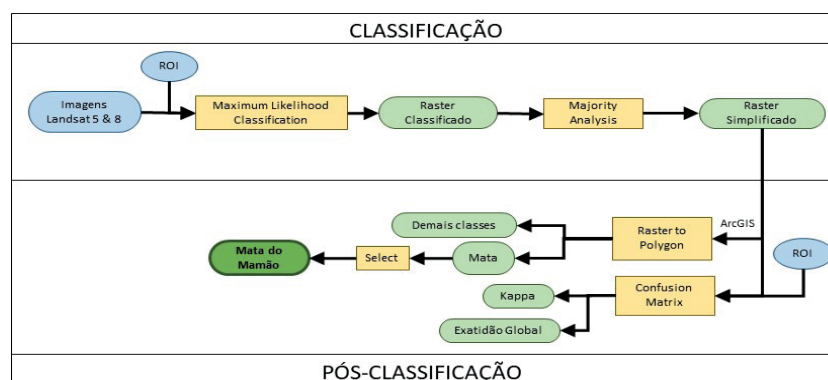 CLASSIFICAÇÃO
ROI
Imagens
Landsat 5 & 8
Maximum Likelihood
Classification
Raster
Classificado
Majority
Analysis
Raster
Simplificado
Demais classes
Raster to
Polygon
ArcGIS
ROI
Mata do
Mamão
Select
Mata
Kappa
Confusion
Matrix
Exatidão Global
PÓS-CLASSIFICAÇÃO